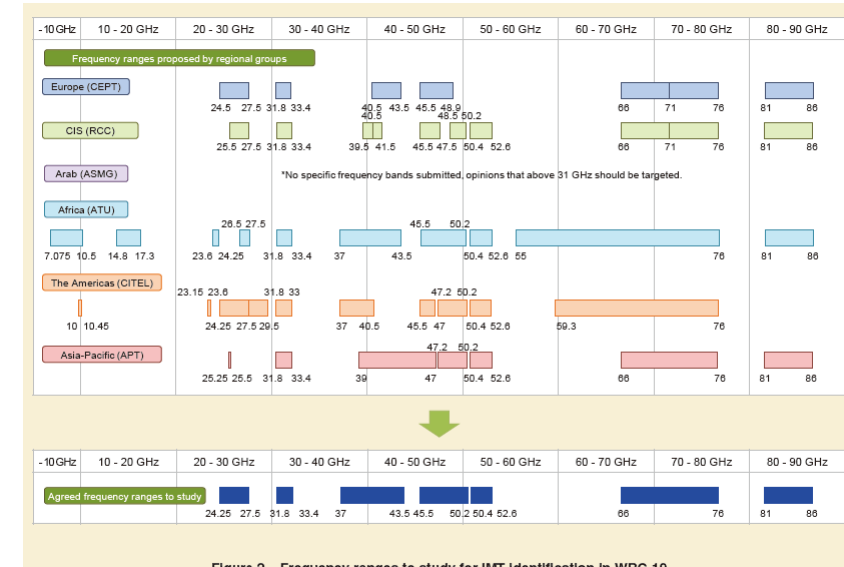 -10GHz 10 - 20 GHz 20 - 30 GHz 30 - 40 GHz 40 - 50 GHz 50 - 60 GHz 60 - 70 GHz 70 - 80 GHz 80 - 90 GHz
Frequency ranges proposed by regional groups
Europe (CEPT)
24.5 27.5 31.8 33.4 40.5 43.5 45.5 48.9 66 71 76 81 86
40.5 48.5 50.2
CIS (RCC)
25.5 27.5 31.8 33.4 39.5 41.5 45.5 47.5 50.4 52.6 66 71 76 81 86
Arab (ASMG) *No specific frequency bands submitted, opinions that above 31 GHz should be targeted.
Africa (ATU)
26.5 27.5 45.5 50.2
7.075 10.5 14.8 17.3 23.6 24.25 31.8 33.4 37 43.5 50.4 52.6 55 76 81 86
The Americas (CITEL)
23.15 23.6 31.8 33 47.2 50.2
10 10.45 24.25 27.5 29.5 37 40.5 45.5 47 50.4 52.6 59.3 76
Asia-Pacific (APT)
47.2 50.2
25.25 25.5 31.8 33.4 39 47 50.4 52.6 66 76 81 86
-10GHz 10 - 20 GHz 20 - 30 GHz 30 - 40 GHz 40 - 50 GHz 50 - 60 GHz 60 - 70 GHz 70 - 80 GHz 80 - 90 GHz
Agreed frequency ranges to study
24.25 27.5 31.8 33.4 37 43.5 45.5 50.2 50.4 52.6 66 76 81 86
Figure 2 Frequency ranges to study for IMT identification in